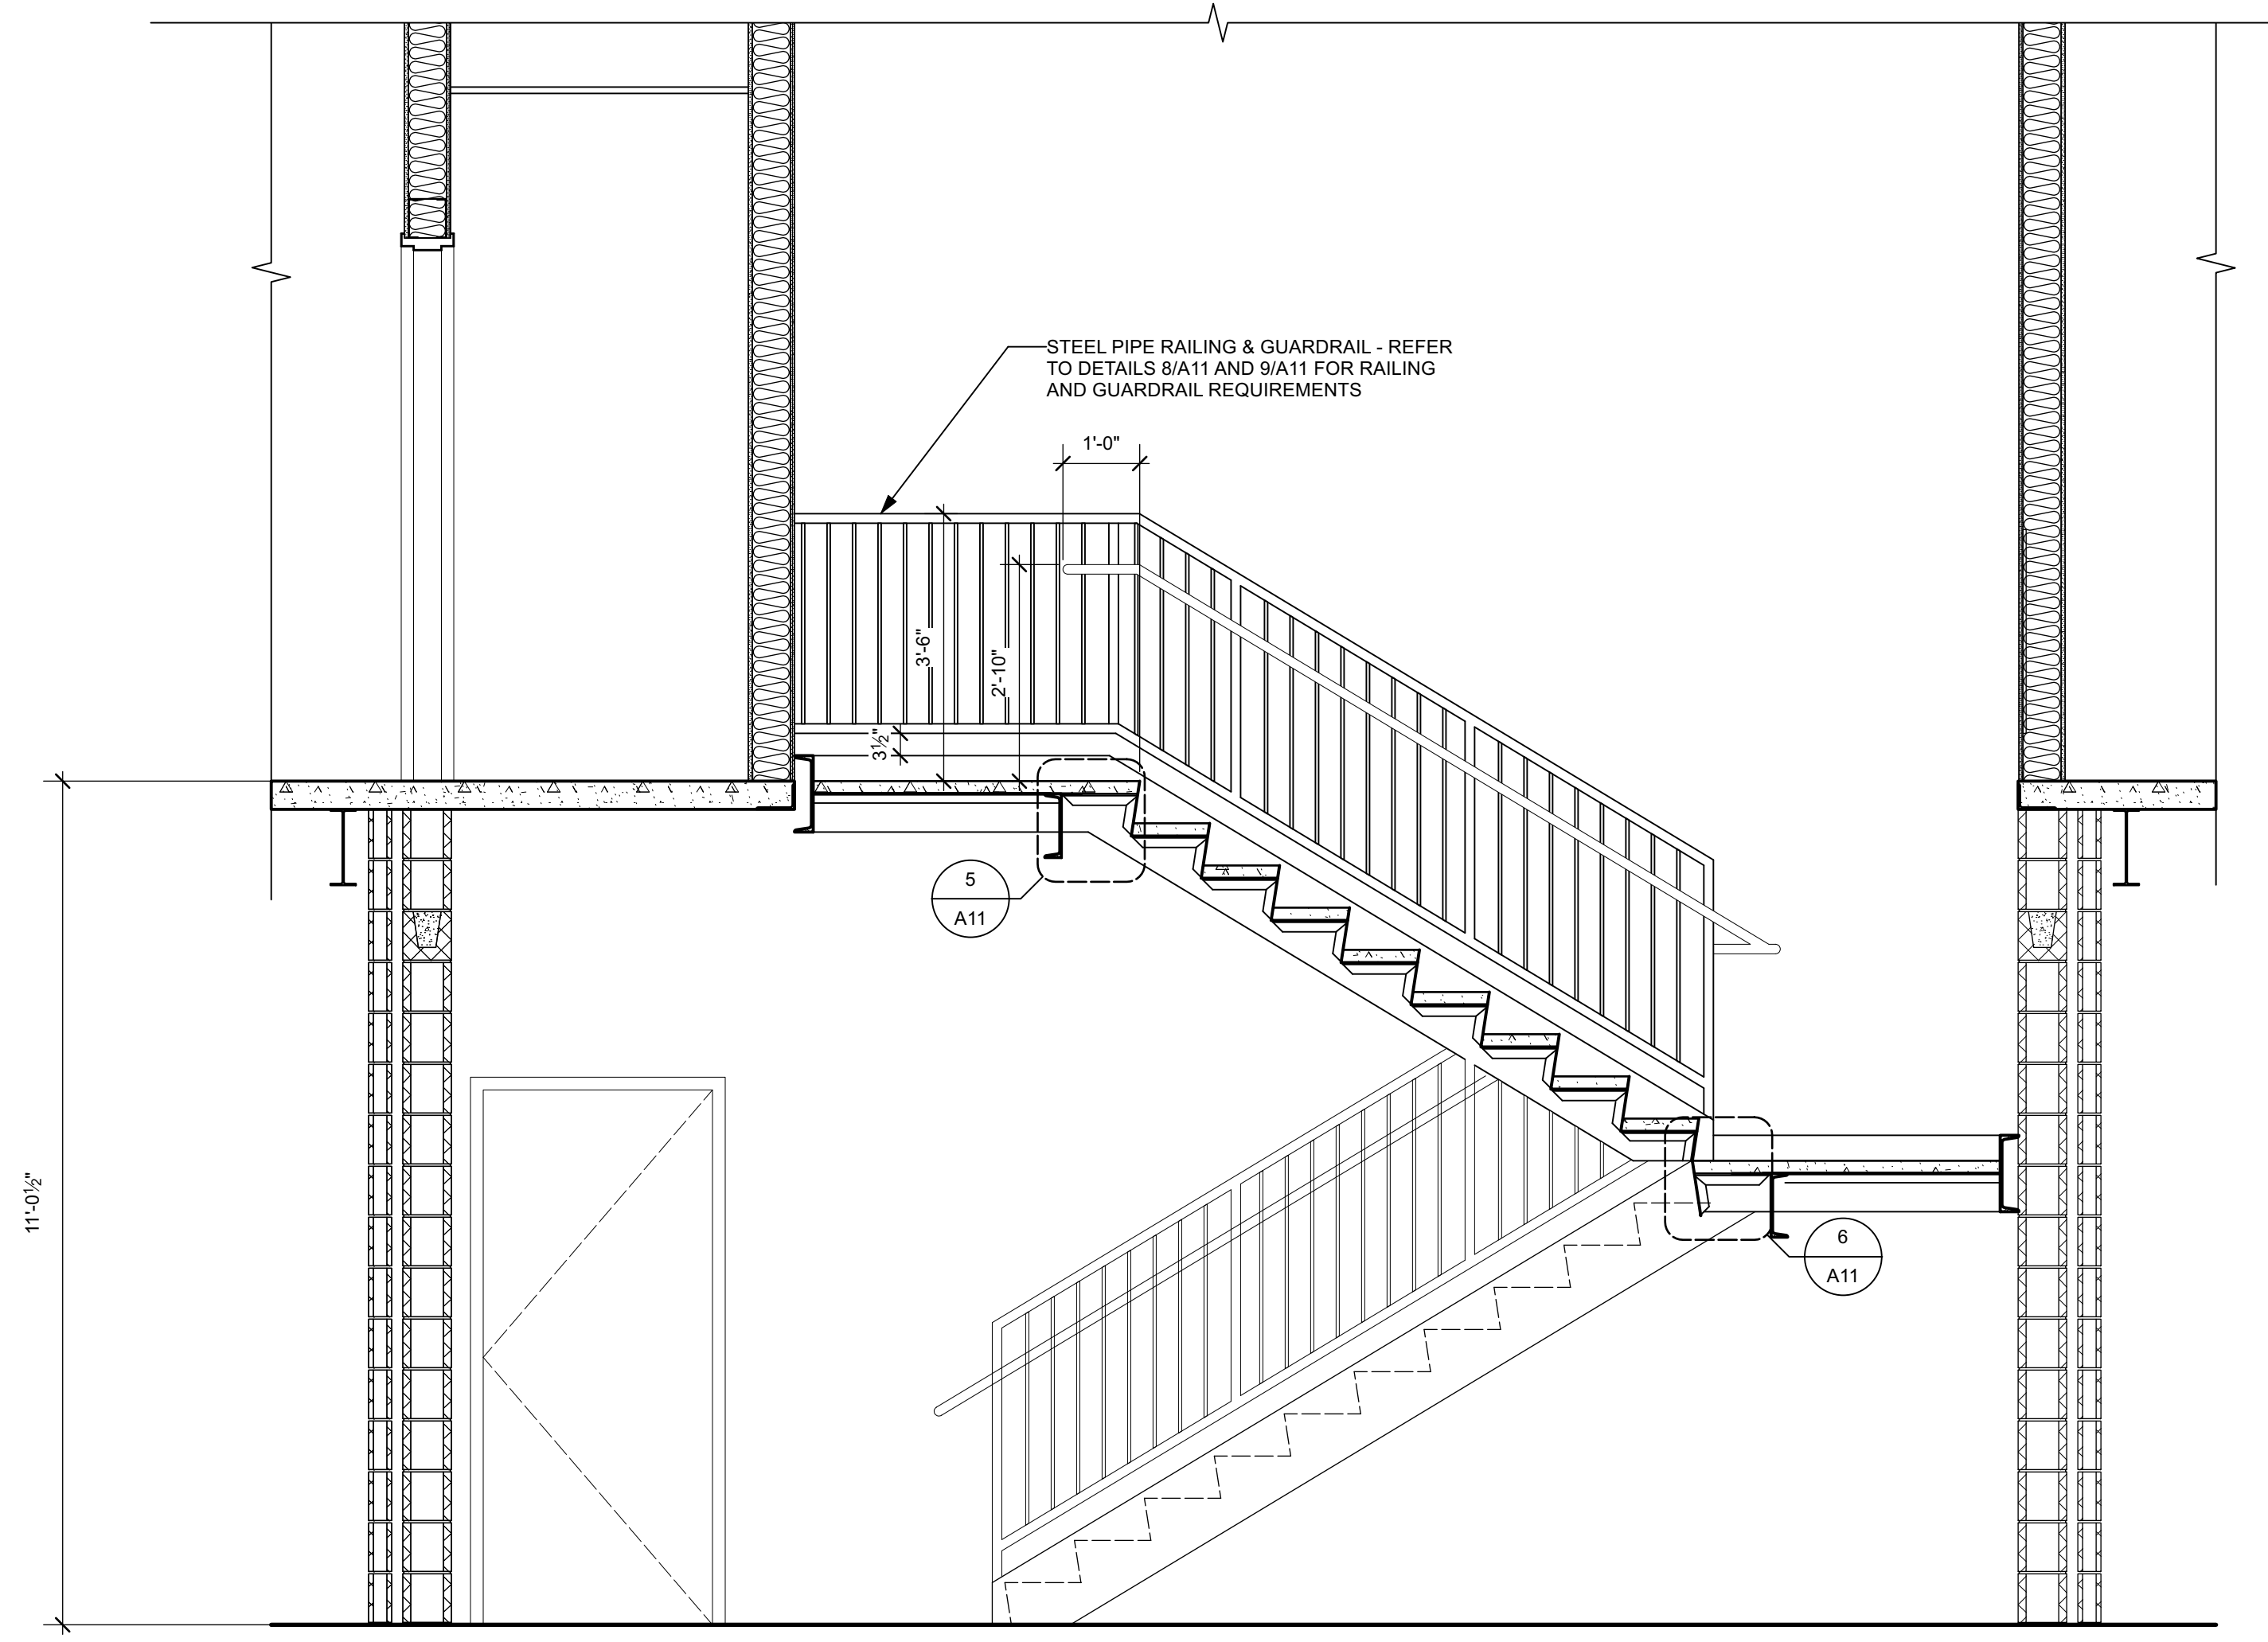 STEEL PIPE RAILING & GUARDRAIL - REFER
TO DETAILS 8/A11 AND 9/A11 FOR RAILING
AND GUARDRAIL REQUIREMENTS
1'-0"
3'-6"
2'-10"
3½"
5
A11
11'-0½"
6
A11